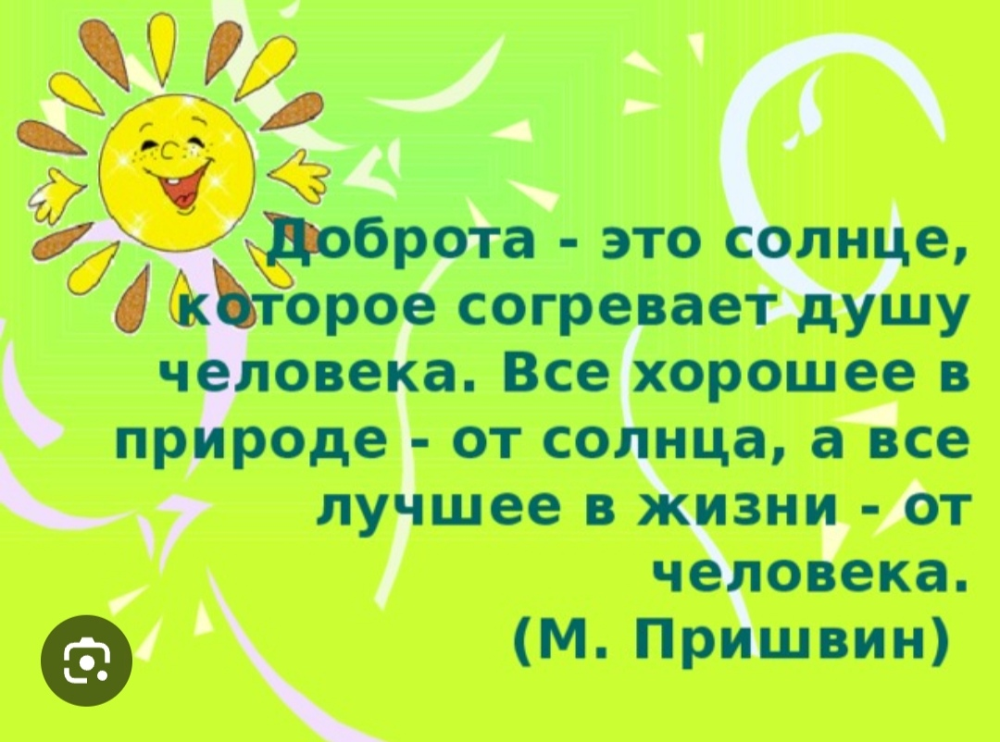 Доброта - это солнце,
которое согревает душу
человека. Все хорошее в
природе - от солнца, а все
лучшее в жизни - от
человека.
(М. Пришвин)